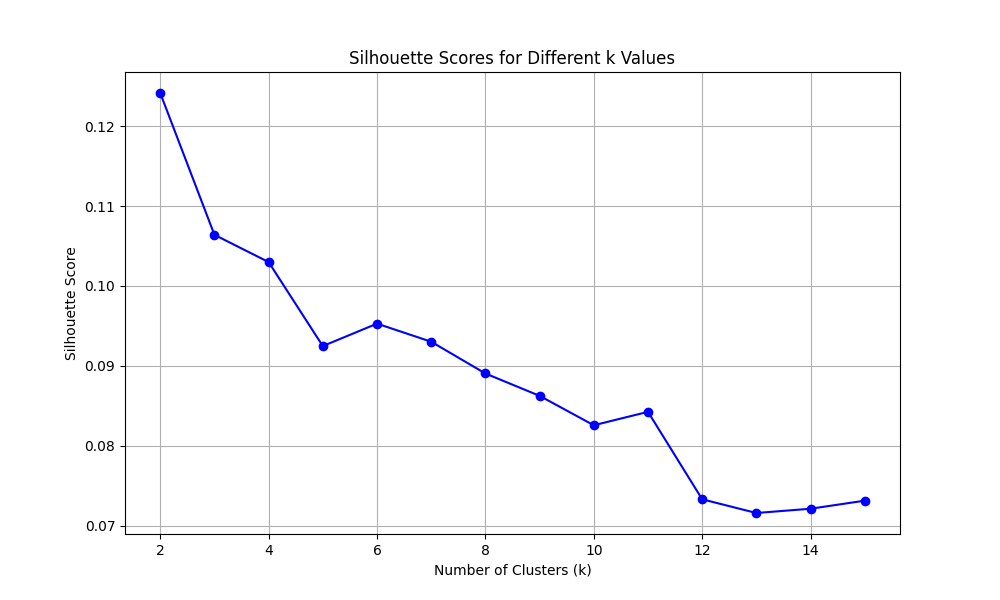 Silhouette Scores for Different k Values
0.12
0.11
0.10
0.09
0.08
0.07
Silhouette Score
2 4 6 8 10 12 14
Number of Clusters (k)